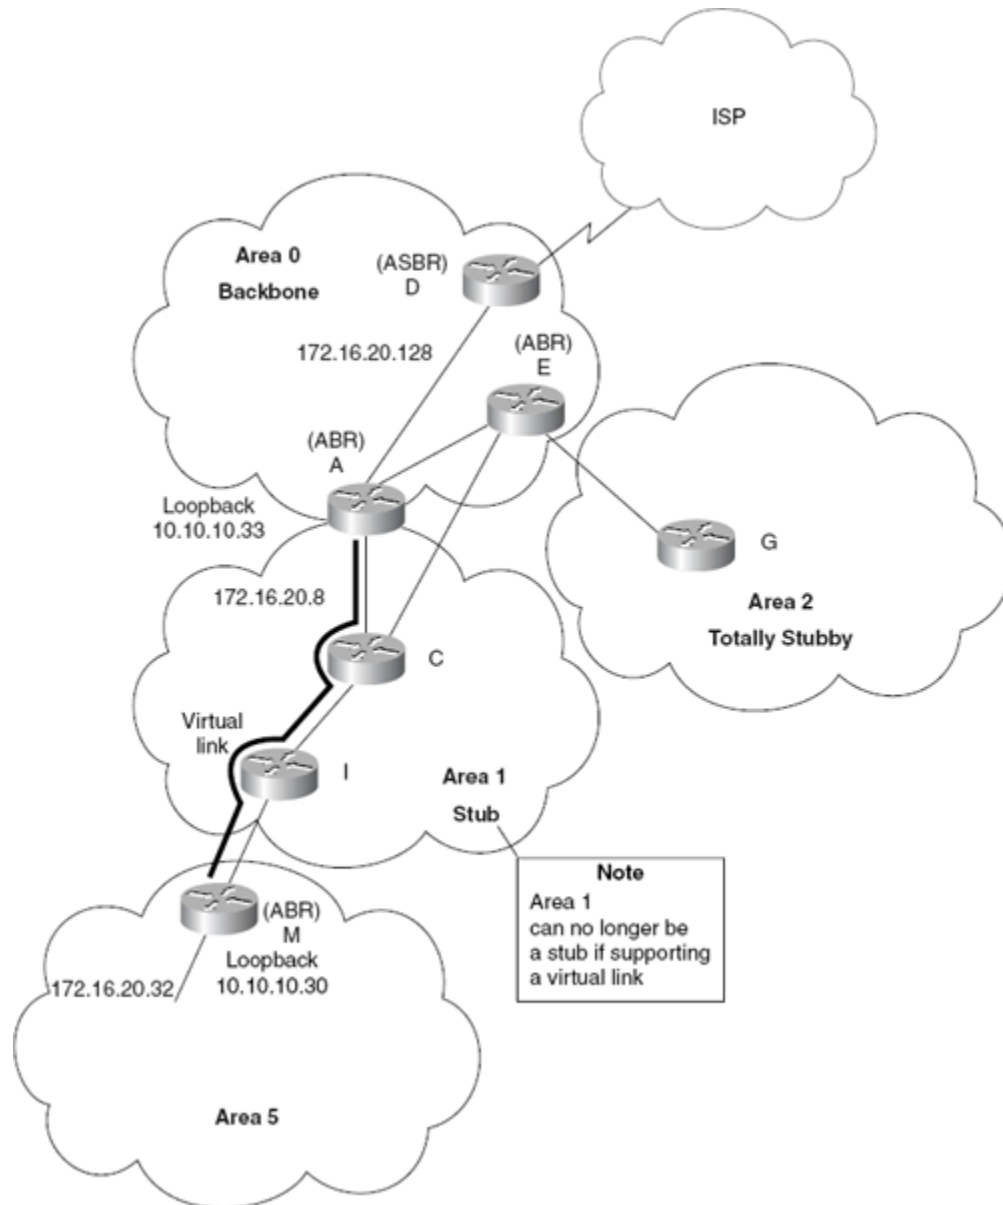 ISP
Area 0
Backbone
(ASBR)
D
172.16.20.128
(ABR)
E
(ABR)
A
Loopback
10.10.10.33
172.16.20.8
C
G
Area 2
Totally Stubby
Virtual
link
I
Area 1
Stub
Note
Area 1
can no longer be
a stub if supporting
a virtual link
(ABR)
M
Loopback
10.10.10.30
172.16.20.32
Area 5